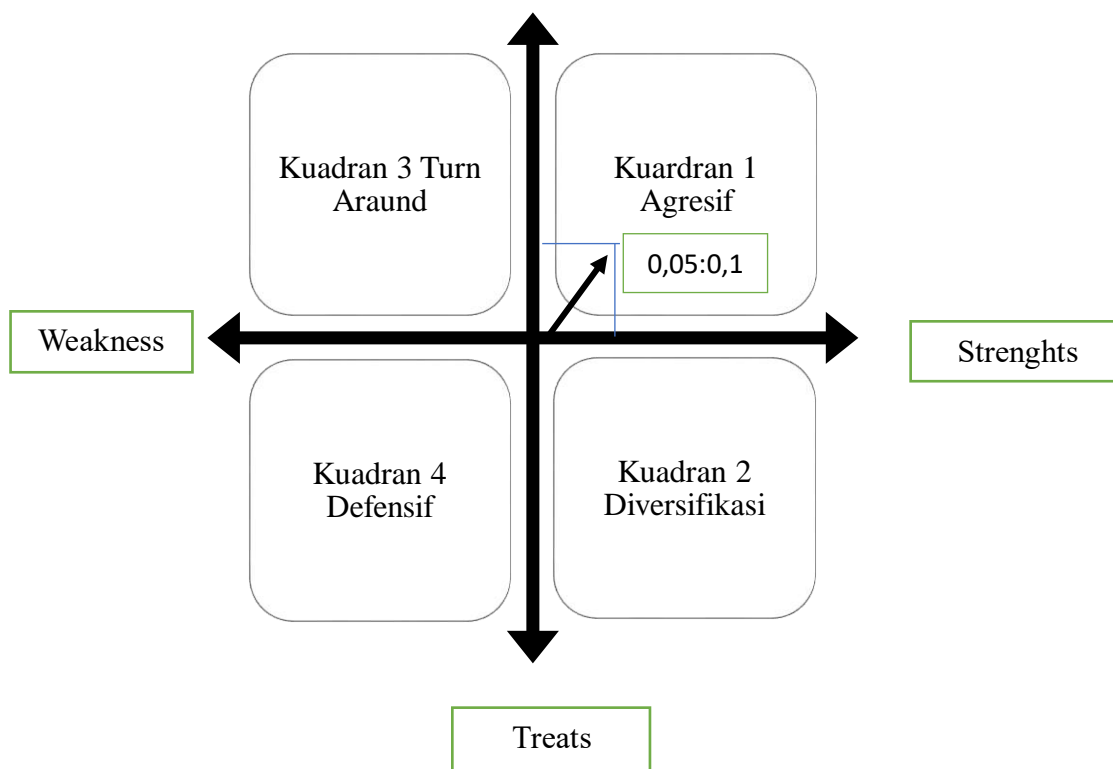 Kuadran 3 Turn
Araund
Kuardran 1
Agresif
0,05:0,1
Weakness
Strenghts
Kuadran 4
Defensif
Kuadran 2
Diversifikasi
Treats